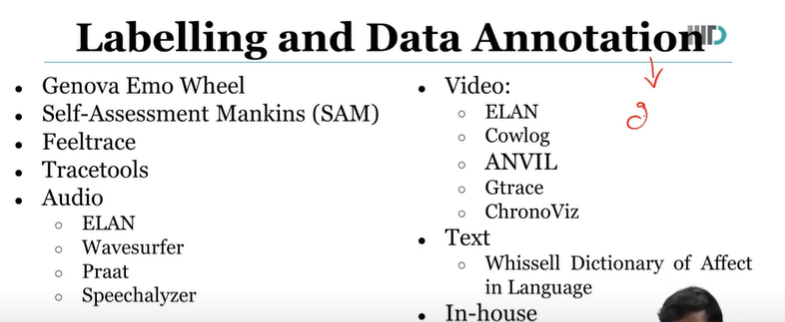 Labelling and Data Annotation
Genova Emo Wheel
Self-Assessment Mankins (SAM)
Feeltrace
Tracetools
Audio
ELAN
Wavesurfer
Praat
Speechalyzer
Video:
ELAN
Cowlog
ANVIL
Gtrace
ChronoViz
Text
Whissell Dictionary of Affect
in Language
In-house